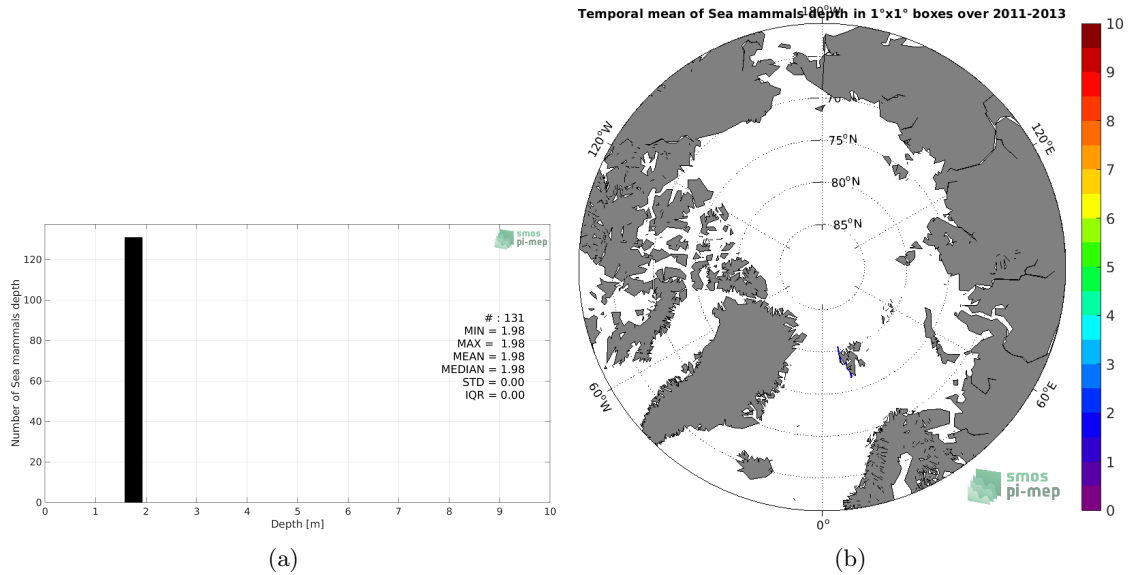 Number of Sea mammals depth
120
100
80
60
40
20
0
smos
pi-mep
# : 131
MIN = 1.98
MAX = 1.98
MEAN = 1.98
MEDIAN = 1.98
STD = 0.00
IQR = 0.00
0 1 2 3 4 5 6 7 8 9 10
Depth [m]
(a)
Temporal mean of Sea mammals depth in 1°x1° boxes over 2011-2013
180°W
120°W
120°E
75°N
80°N
85°N
60°W
60°E
0°
smos
pi-mep
10
9
8
7
6
5
4
3
2
1
0
(b)